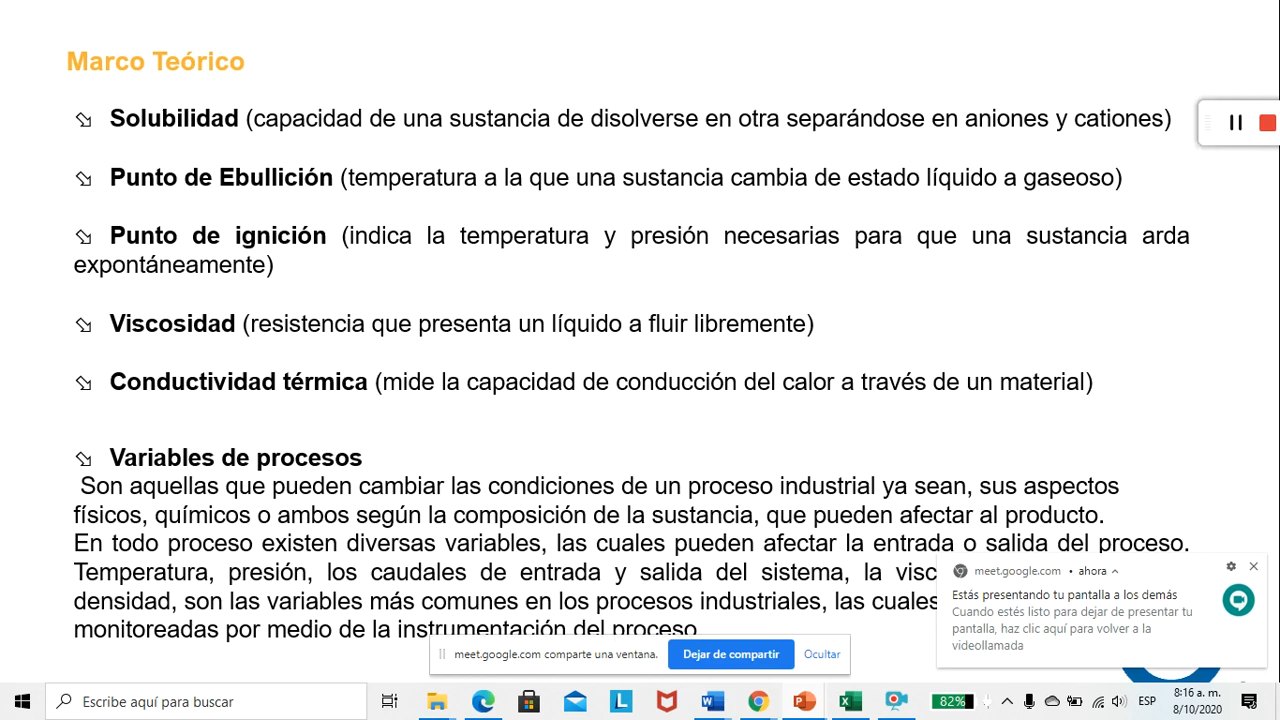 Marco Teórico
Solubilidad (capacidad de una sustancia de disolverse en otra separándose en aniones y cationes)
Punto de Ebullición (temperatura a la que una sustancia cambia de estado líquido a gaseoso)
Punto de ignición (indica la temperatura y presión necesarias para que una sustancia arda
expontáneamente)
Viscosidad (resistencia que presenta un líquido a fluir libremente)
Conductividad térmica (mide la capacidad de conducción del calor a través de un material)
Variables de procesos
Son aquellas que pueden cambiar las condiciones de un proceso industrial ya sean, sus aspectos
físicos, químicos o ambos según la composición de la sustancia, que pueden afectar al producto.
En todo proceso existen diversas variables, las cuales pueden afectar la entrada o salida del proceso.
Temperatura, presión, los caudales de entrada y salida del sistema, la
densidad, son las variables más comunes en los procesos industriales, las cuales
monitoreadas por medio de la instrumentación del proceso.
meet.google.com • ahora
Estás presentando tu pantalla a los demás
Cuando estés listo para dejar de presentar tu
pantalla, haz clic aquí para volver a la
videollamada
meet.google.com comparte una ventana. Dejar de compartir Ocultar
Escribe aquí para buscar
82%
ESP
8:16 a. m.
8/10/2020